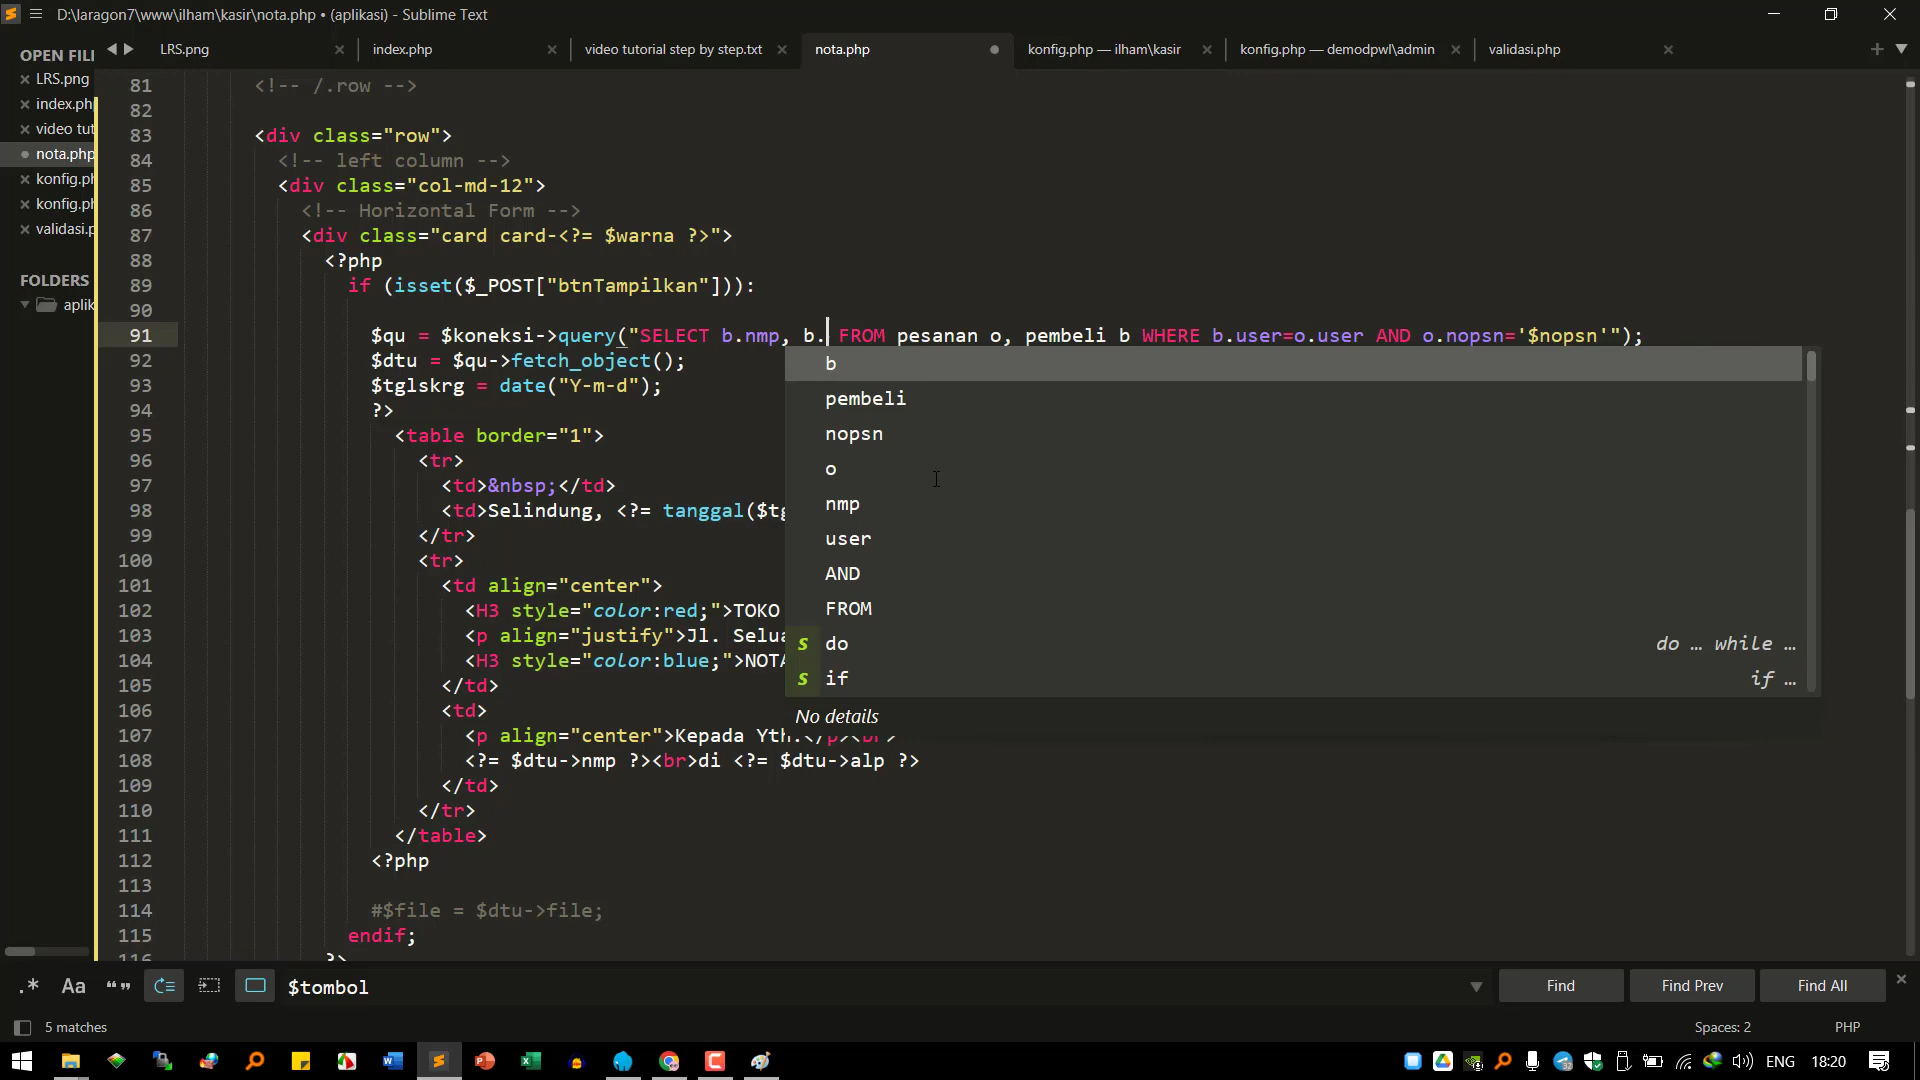 D:\laragon7\www\ilham\kasir\nota.php • (aplikasi) - Sublime Text
OPEN FIL
LRS.png
index.ph
video tut
nota.php
konfig.ph
konfig.ph
validasi.p
FOLDERS
aplik
LRS.png
index.php
video tutorial step by step.txt
nota.php
konfig.php — ilham\kasir
konfig.php — demodpwl\admin
validasi.php
81 <!-- /.row -->
82
83 <div class="row">
84 <!-- left column -->
85 <div class="col-md-12">
86 <!-- Horizontal Form -->
87 <div class="card card-<?= $warna ?>">
88 <?php
89 if (isset($_POST["btnTampilkan"])):
90
91 $qu = $koneksi->query("SELECT b.nmp, b. FROM pesanan o, pembeli b WHERE b.user=o.user AND o.nopsn='$nopsn'");
92 $dtu = $qu->fetch_object();
93 $tglskrg = date("Y-m-d");
94 ?>
95 <table border="1">
96 <tr>
97 <td>&nbsp;</td>
98 <td>Selindung, <?= tanggal($tg
99 </tr>
100 <tr>
101 <td align="center">
102 <H3 style="color:red;">TOKO
103 <p align="justify">Jl. Selua
104 <H3 style="color:blue;">NOTA
105 </td>
106 <td>
107 <p align="center">Kepada Yth.</p><br>
108 <?= $dtu->nmp ?><br>di <?= $dtu->alp ?>
109 </td>
110 </tr>
111 </table>
112 <?php
113
114 #$file = $dtu->file;
115 endif;
116 ?>
b
pembeli
nopsn
o
nmp
user
AND
FROM
s do do … while …
s if if …
No details
.* Aa “” $tombol Find Find Prev Find All
5 matches Spaces: 2 PHP
ENG 18:20